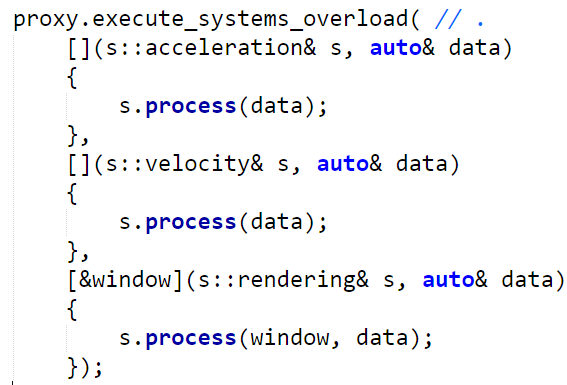 proxy.execute_systems_overload( // .
    [](s::acceleration& s, auto& data)
    {
        s.process(data);
    },
    [](s::velocity& s, auto& data)
    {
        s.process(data);
    },
    [&window](s::rendering& s, auto& data)
    {
        s.process(window, data);
    });